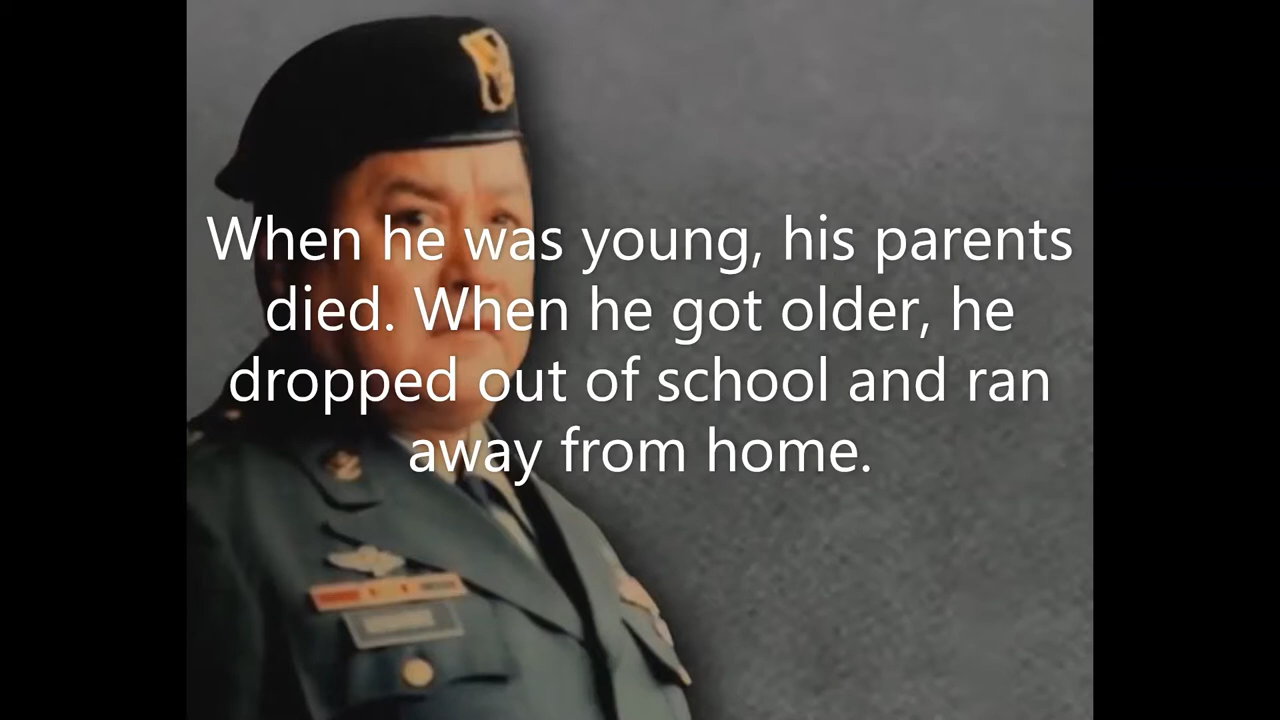 When he was young, his parents
died. When he got older, he
dropped out of school and ran
away from home.